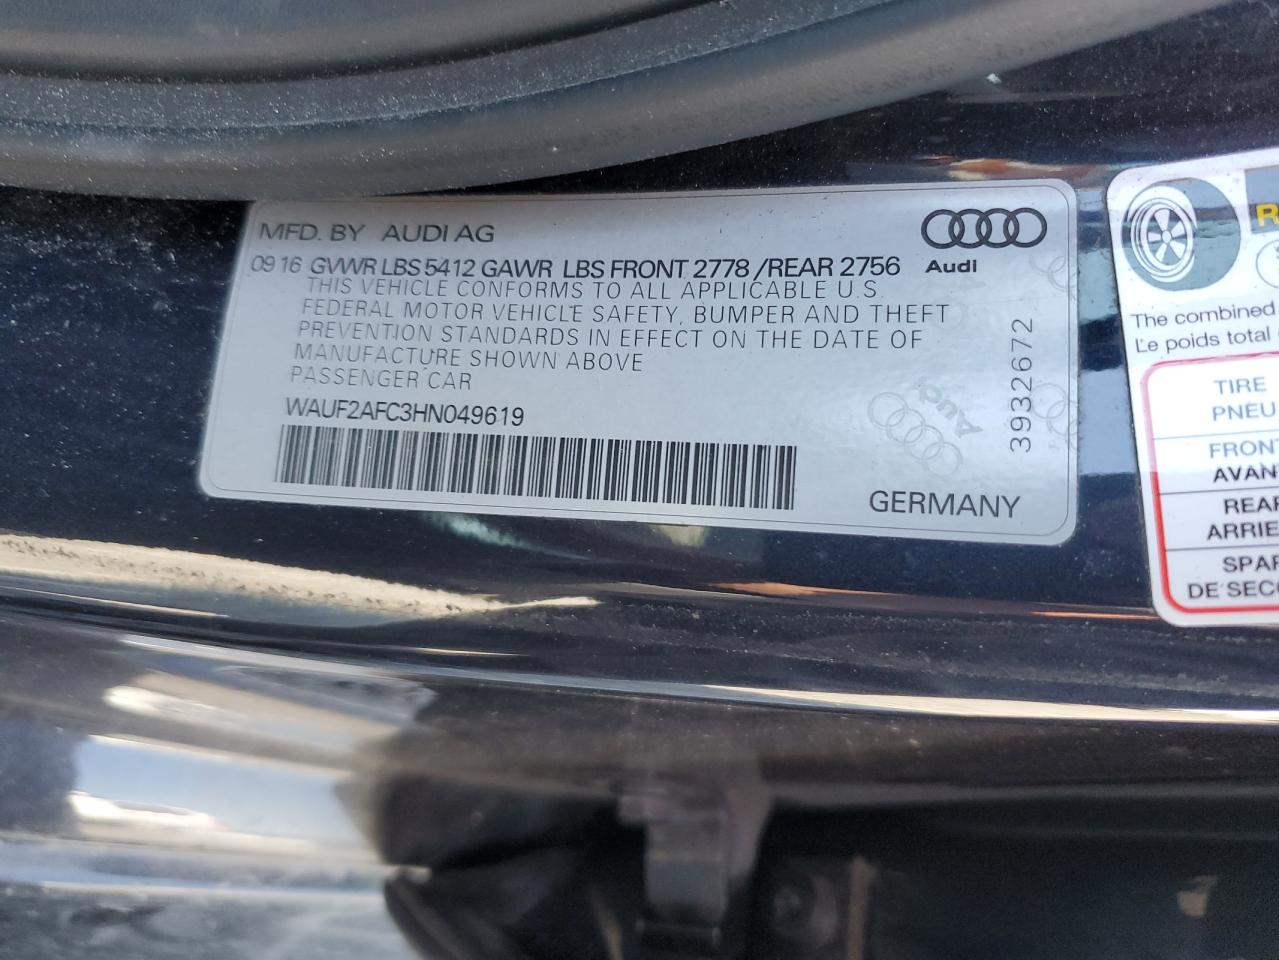 MFD. BY AUDI AG
09 16 GVWR LBS 5412 GAWR LBS FRONT 2778 / REAR 2756
THIS VEHICLE CONFORMS TO ALL APPLICABLE U.S.
FEDERAL MOTOR VEHICLE SAFETY, BUMPER AND THEFT
PREVENTION STANDARDS IN EFFECT ON THE DATE OF
MANUFACTURE SHOWN ABOVE
PASSENGER CAR
WAUF2AFC3HN049619
Audi
3932672
Audi
GERMANY
The combined
Le poids total
TIRE
PNEU
FRONT
AVAN
REAR
ARRIE
SPAR
DE SECO